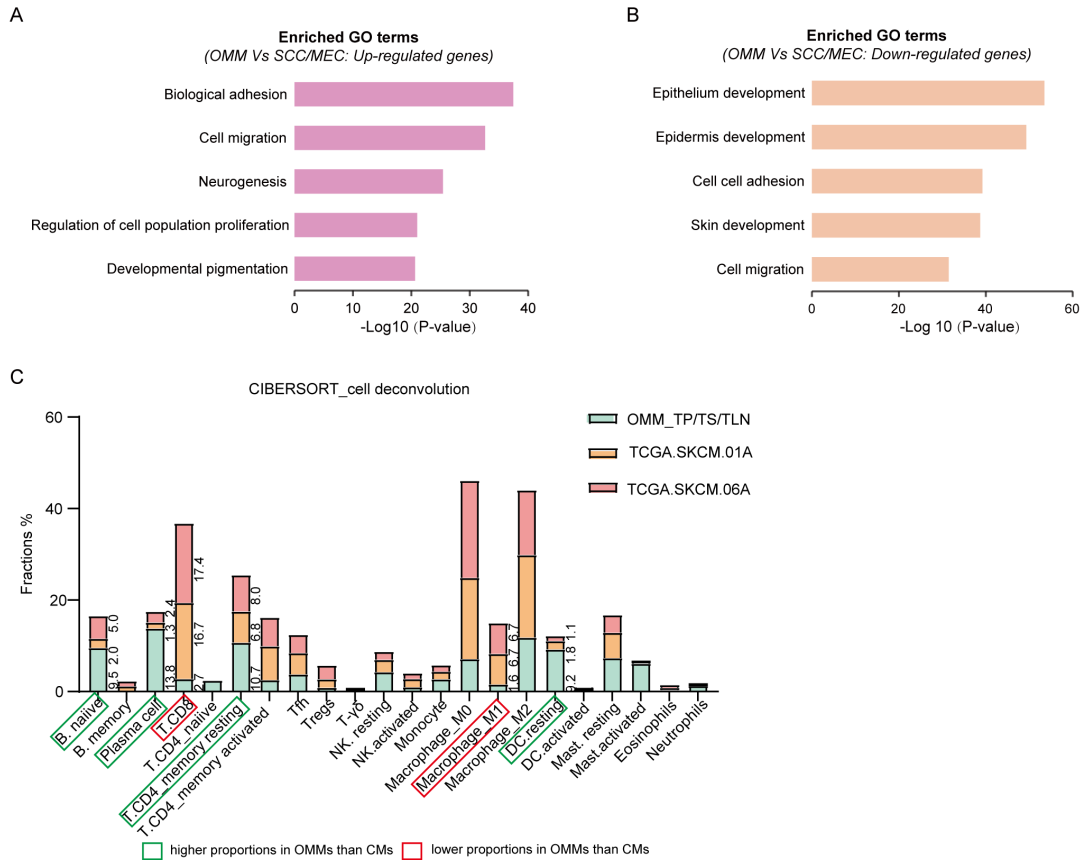 A
Enriched GO terms
(OMM Vs SCC/MEC: Up-regulated genes)
Biological adhesion
Cell migration
Neurogenesis
Regulation of cell population proliferation
Developmental pigmentation
0 10 20 30 40
-Log10 (P-value)
B
Enriched GO terms
(OMM Vs SCC/MEC: Down-regulated genes)
Epithelium development
Epidermis development
Cell cell adhesion
Skin development
Cell migration
0 20 40 60
-Log 10 (P-value)
C
CIBERSORT_cell deconvolution
OMM_TP/TS/TLN
TCGA.SKCM.01A
TCGA.SKCM.06A
Fractions %
60
40
20
0
9.5 2.0 5.0
13.8 1.3 2.4
2.7 16.7 17.4
10.7 6.8 8.0
1.6 6.7 6.7
9.2 1.8 1.1
B. naiive
B. memory
Plasma cell
T.CD8
T.CD4_naiive
T.CD4_memory resting
T.CD4_memory activated
Tfh
Tregs
T-γδ
NK. resting
NK.activated
Monocyte
Macrophage_M0
Macrophage_M1
Macrophage_M2
DC.resting
DC.activated
Mast. resting
Mast.activated
Eosinophils
Neutrophils
higher proportions in OMMs than CMs
lower proportions in OMMs than CMs